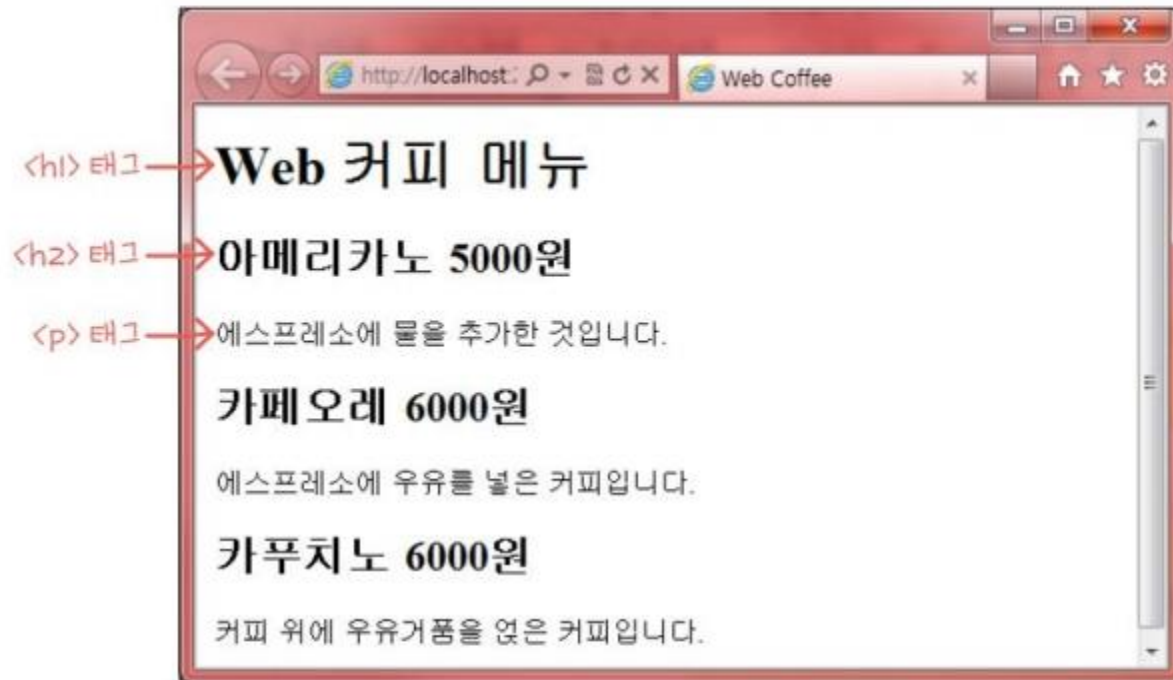 http://localhost:
Web Coffee
<h1> 태그
Web 커피 메뉴
<h2> 태그
아메리카노 5000원
<p> 태그
에스프레소에 물을 추가한 것입니다.
카페오레 6000원
에스프레소에 우유를 넣은 커피입니다.
카푸치노 6000원
커피 위에 우유거품을 얹은 커피입니다.